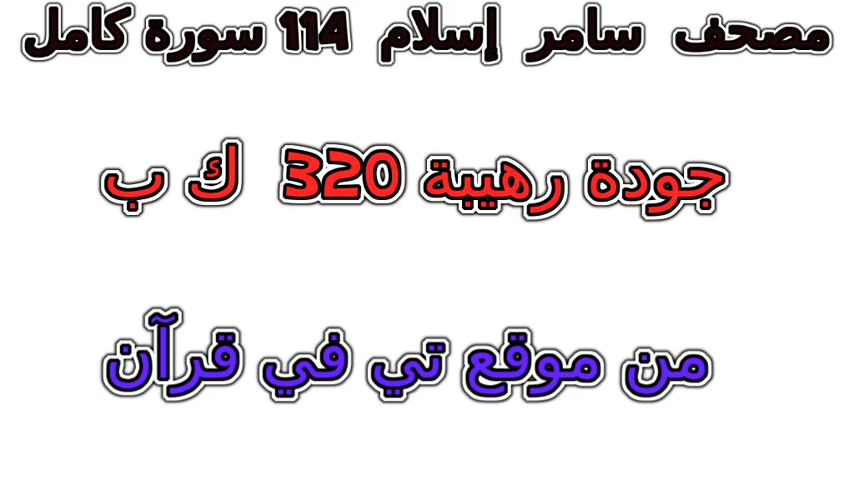 مصحف سامر إسلام 114 سورة كامل
جودة رهيبة 320 ك ب
من موقع تي في قرآن